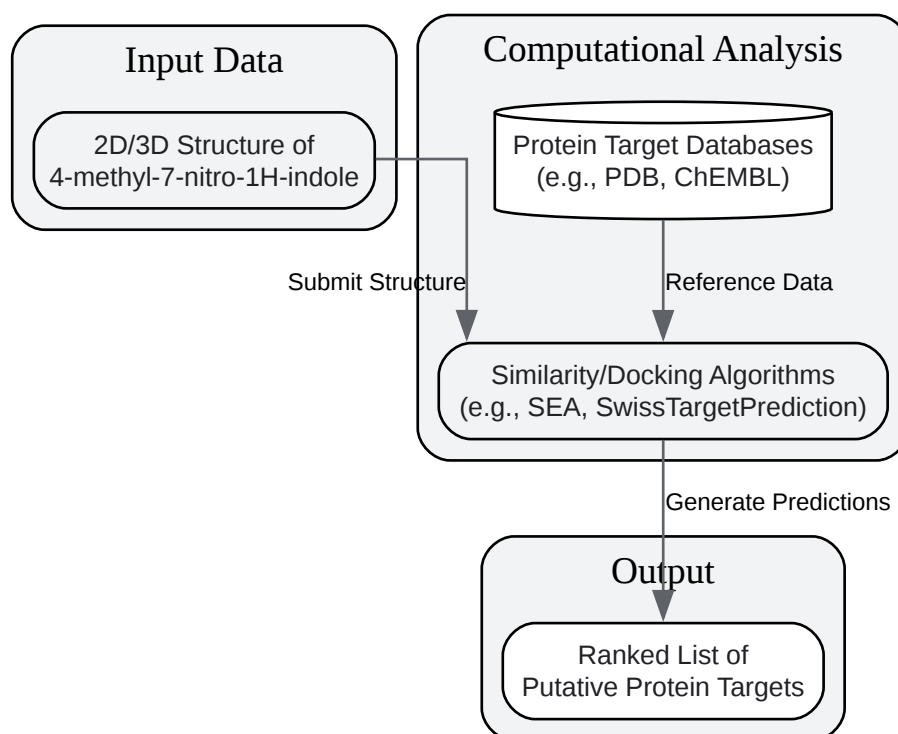 Input Data
2D/3D Structure of
4-methyl-7-nitro-1H-indole
Computational Analysis
Protein Target Databases
(e.g., PDB, ChEMBL)
Submit Structure
Reference Data
Similarity/Docking Algorithms
(e.g., SEA, SwissTargetPrediction)
Generate Predictions
Output
Ranked List of
Putative Protein Targets